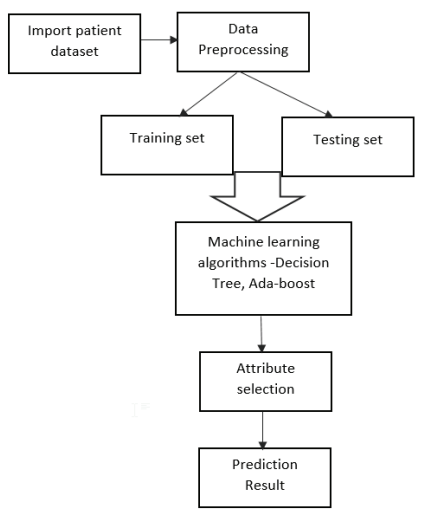 Import patient
dataset
Data
Preprocessing
Training set
Testing set
Machine learning
algorithms -Decision
Tree, Ada-boost
Attribute
selection
Prediction
Result